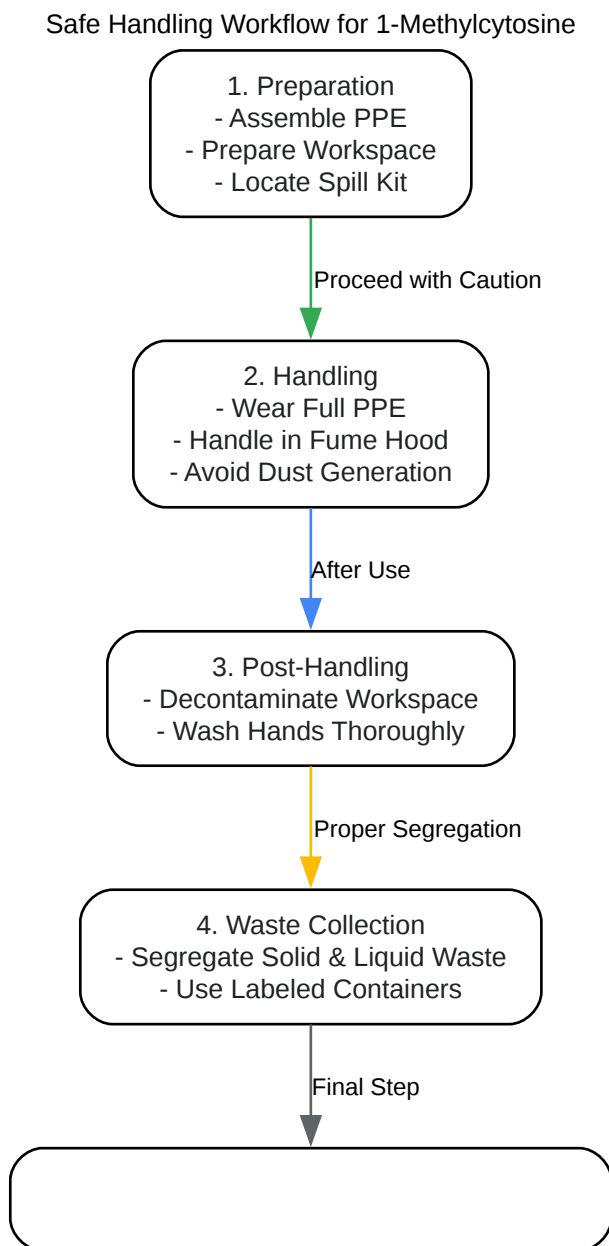 Safe Handling Workflow for 1-Methylcytosine
1. Preparation
- Assemble PPE
- Prepare Workspace
- Locate Spill Kit
Proceed with Caution
2. Handling
- Wear Full PPE
- Handle in Fume Hood
- Avoid Dust Generation
After Use
3. Post-Handling
- Decontaminate Workspace
- Wash Hands Thoroughly
Proper Segregation
4. Waste Collection
- Segregate Solid & Liquid Waste
- Use Labeled Containers
Final Step